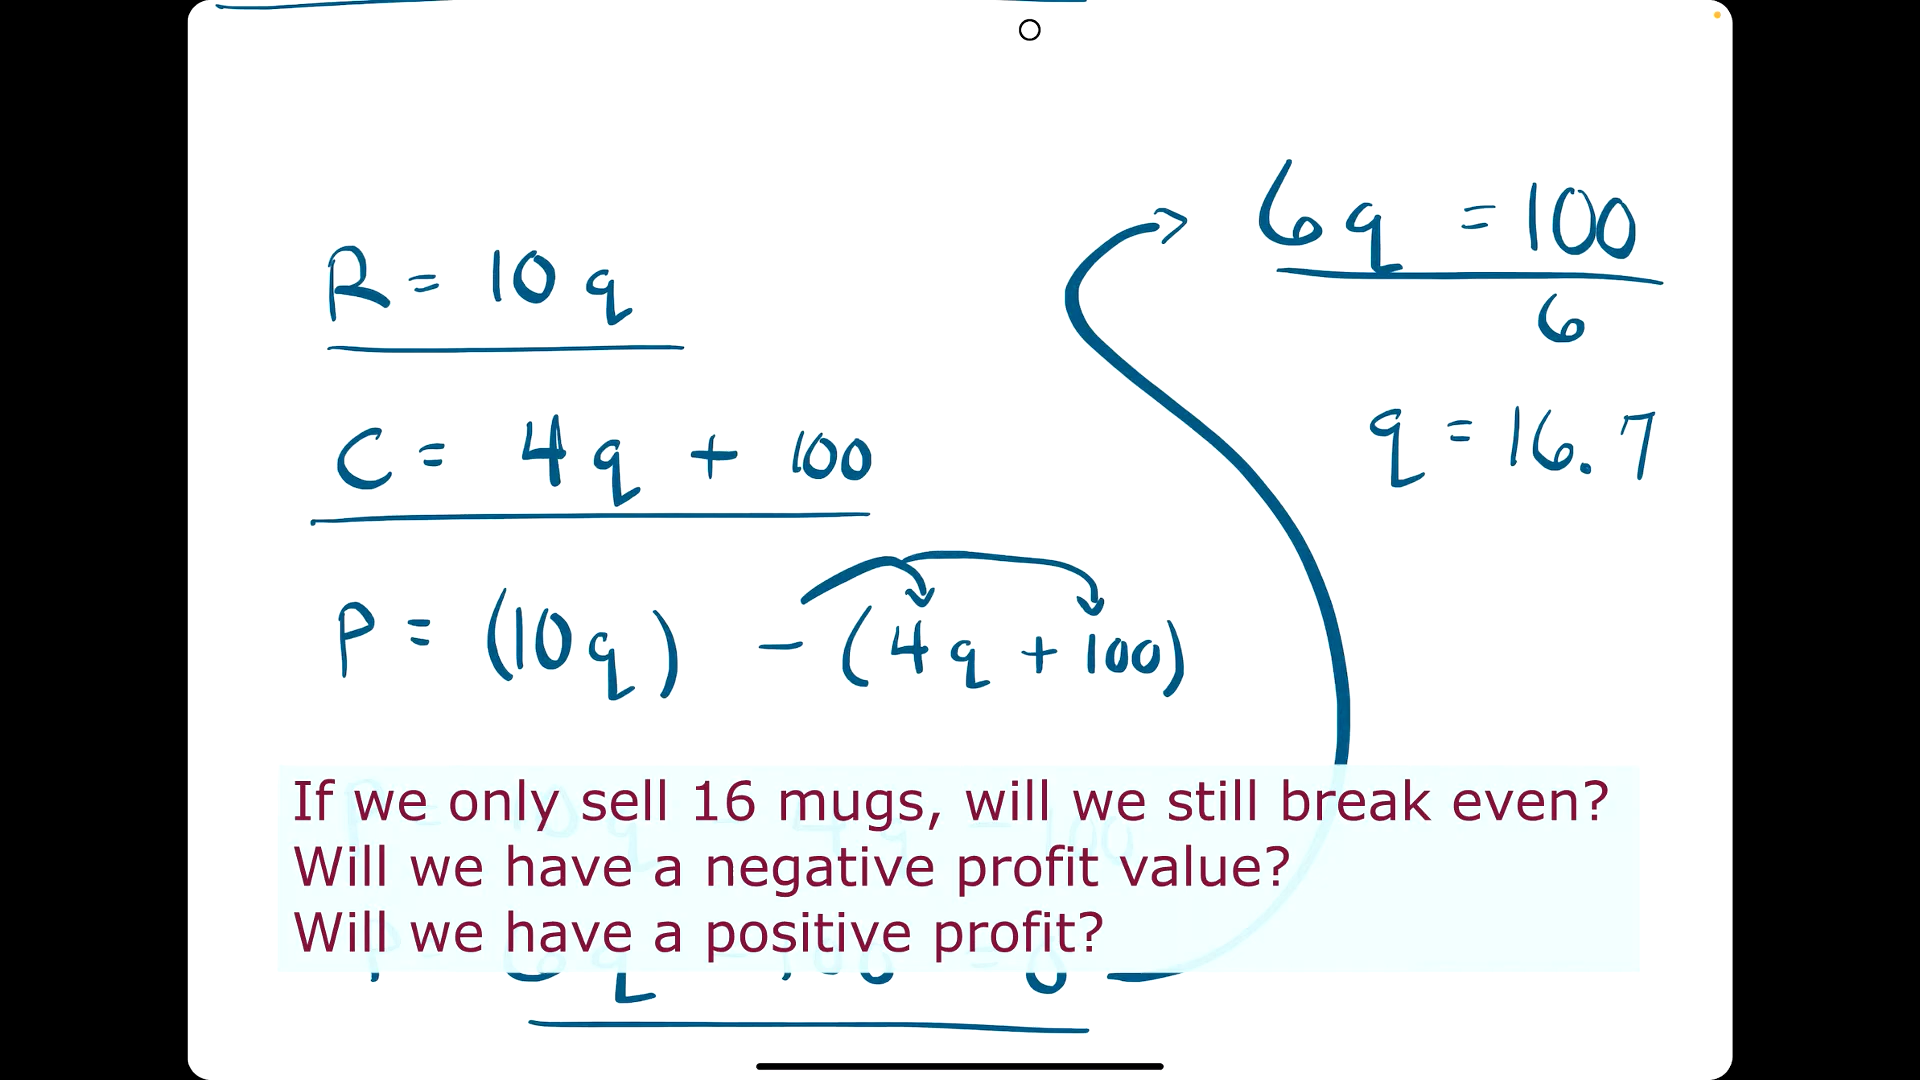 R = 10q
C = 4q + 100
P = (10q) - (4q + 100)
6q = 100
6
q = 16.7
If we only sell 16 mugs, will we still break even?
Will we have a negative profit value?
Will we have a positive profit?